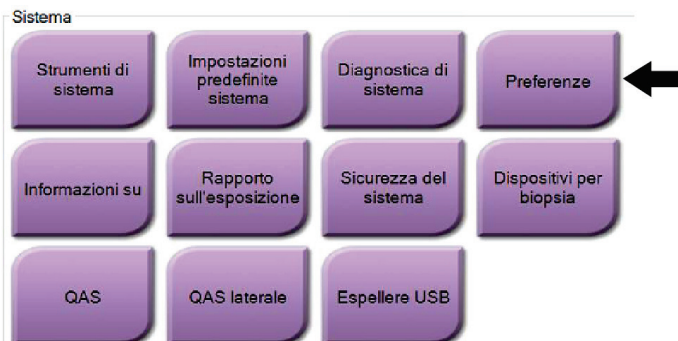 Sistema
Strumenti di
sistema
Impostazioni
predefinite
sistema
Diagnostica di
sistema
Preferenze
Informazioni su
Rapporto
sull'esposizione
Sicurezza del
sistema
Dispositivi per
biopsia
QAS
QAS laterale
Espellere USB